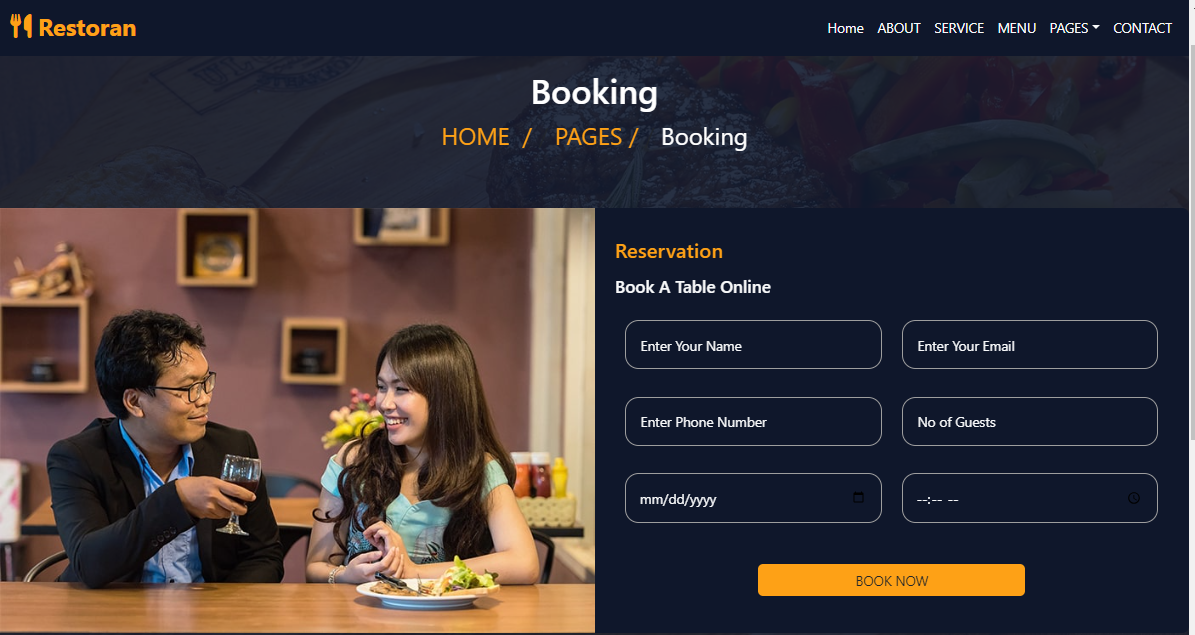 Restoran
Home ABOUT SERVICE MENU PAGES CONTACT
Booking
HOME / PAGES / Booking
Reservation
Book A Table Online
Enter Your Name
Enter Your Email
Enter Phone Number
No of Guests
mm/dd/yyyy
--:-- --
BOOK NOW